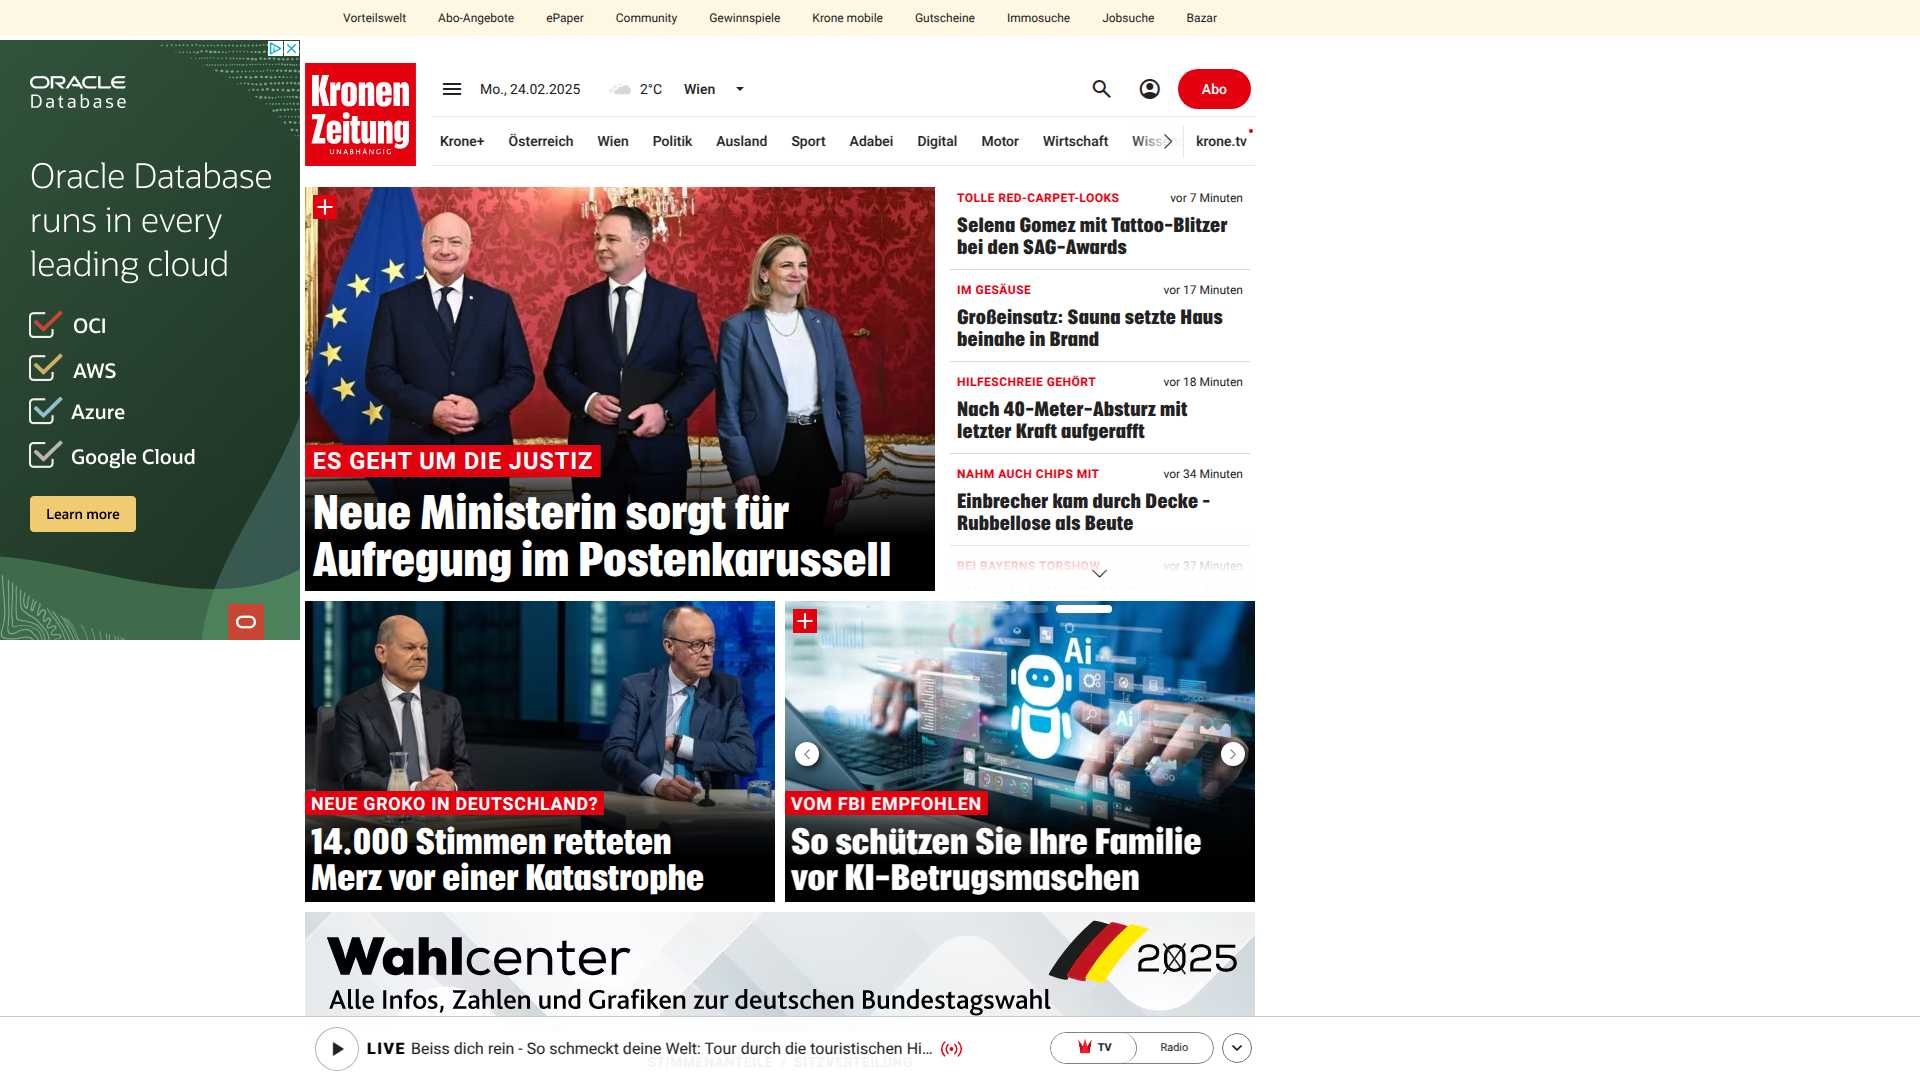 Vorteilswelt
Abo-Angebote
ePaper
Community
Gewinnspiele
Krone mobile
Gutscheine
Immosuche
Jobsuche
Bazar
ORACLE
Database
Oracle Database
runs in every
leading cloud
OCI
AWS
Azure
Google Cloud
Learn more
Kronen
Zeitung
UNABHÄNGIG
Mo., 24.02.2025
2°C
Wien
Abo
Krone+
Österreich
Wien
Politik
Ausland
Sport
Adabei
Digital
Motor
Wirtschaft
Wiss
krone.tv
ES GEHT UM DIE JUSTIZ
Neue Ministerin sorgt für
Aufregung im Postenkarussell
TOLLE RED-CARPET-LOOKS
vor 7 Minuten
Selena Gomez mit Tattoo-Blitzer
bei den SAG-Awards
IM GESÄUSE
vor 17 Minuten
Großeinsatz: Sauna setzte Haus
beinahe in Brand
HILFESCHREIE GEHÖRT
vor 18 Minuten
Nach 40-Meter-Absturz mit
letzter Kraft aufgerafft
NAHM AUCH CHIPS MIT
vor 34 Minuten
Einbrecher kam durch Decke -
Rubbellose als Beute
BEI BAYERNS TORSHOW
vor 37 Minuten
NEUE GROKO IN DEUTSCHLAND?
14.000 Stimmen retteten
Merz vor einer Katastrophe
Ai
Ai
VOM FBI EMPFOHLEN
So schützen Sie Ihre Familie
vor KI-Betrugsmaschen
Wahlcenter
2025
Alle Infos, Zahlen und Grafiken zur deutschen Bundestagswahl
LIVE Beiss dich rein - So schmeckt deine Welt: Tour durch die touristischen Hi...
STIMMENANTEILE / SITZVERTEILUNG
TV
Radio